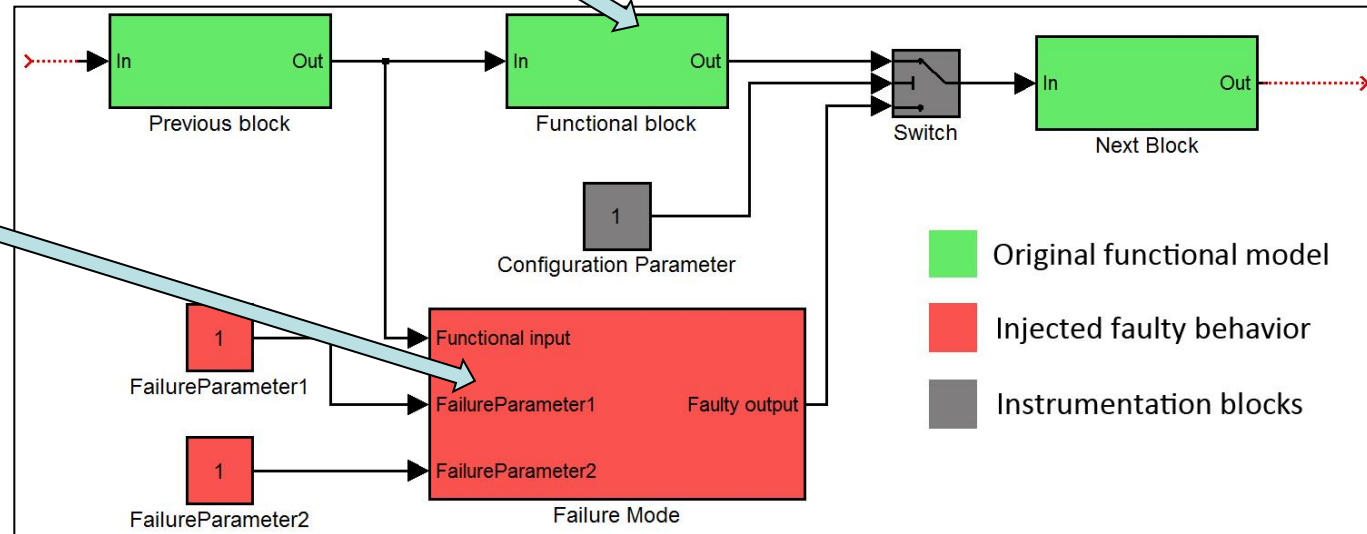 In
Out
Previous block
In
Out
Functional block
Switch
In
Out
Next Block
1
Configuration Parameter
Original functional model
Injected faulty behavior
Instrumentation blocks
1
FailureParameter1
1
FailureParameter2
Functional input
FailureParameter1
Faulty output
FailureParameter2
Failure Mode